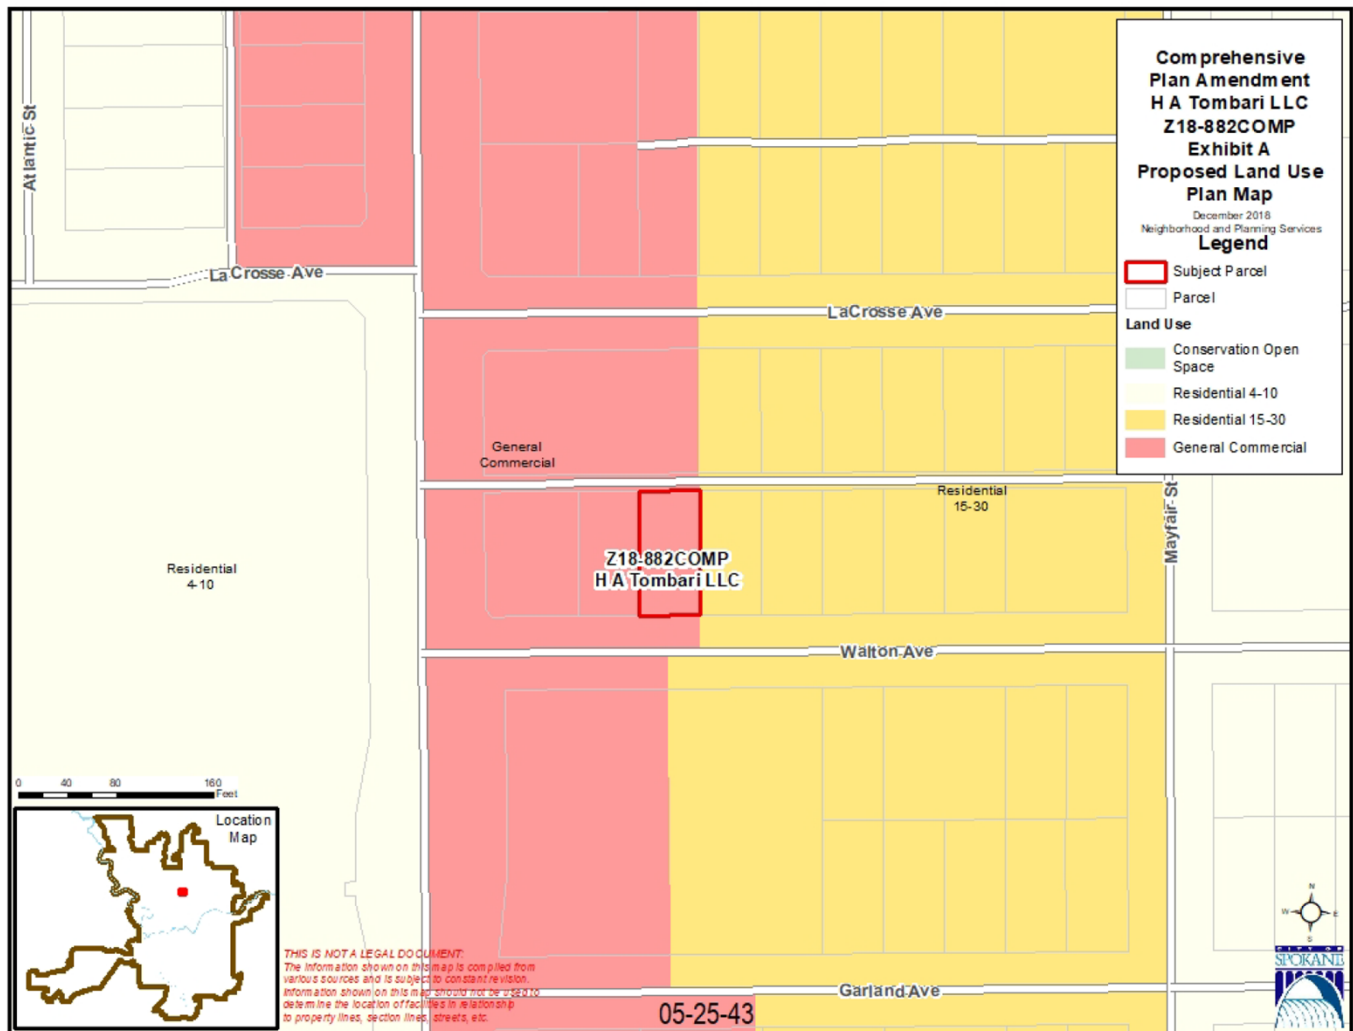 Comprehensive
Plan Amendment
H A Tombari LLC
Z18-882COMP
Exhibit A
Proposed Land Use
Plan Map
December 2018
Neighborhood and Planning Services
Legend
Subject Parcel
Parcel
Land Use
Conservation Open
Space
Residential 4-10
Residential 15-30
General Commercial
Atlantic St
LaCrosse Ave
LaCrosse Ave
General
Commercial
Residential
15-30
Mayfair St
Z18-882COMP
H A Tombari LLC
Residential
4-10
Walton Ave
0 40 80 160
Feet
Location
Map
THIS IS NOT A LEGAL DOCUMENT:
The information shown on this map is compiled from
various sources and is subject to constant revision.
Information shown on this map should not be used to
determine the location of facilities in relationship
to property lines, section lines, streets, etc.
Garland Ave
05-25-43
N
W E
S
CITY OF
SPOKANE